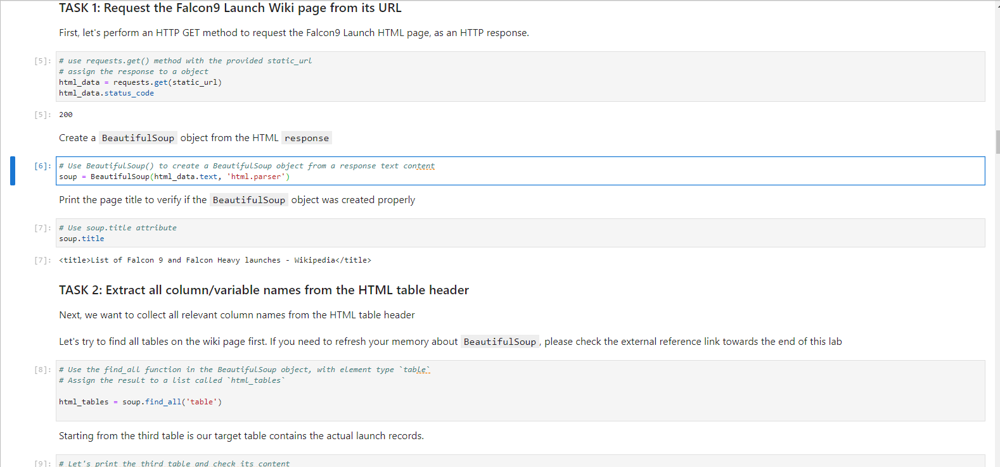 TASK 1: Request the Falcon9 Launch Wiki page from its URL
First, let's perform an HTTP GET method to request the Falcon9 Launch HTML page, as an HTTP response.
[5]: # use requests.get() method with the provided static_url
# assign the response to a object
html_data = requests.get(static_url)
html_data.status_code
[5]: 200
Create a BeautifulSoup object from the HTML response
[6]: # Use BeautifulSoup() to create a BeautifulSoup object from a response text content
soup = BeautifulSoup(html_data.text, 'html.parser')
Print the page title to verify if the BeautifulSoup object was created properly
[7]: # Use soup.title attribute
soup.title
[7]: <title>List of Falcon 9 and Falcon Heavy launches - Wikipedia</title>
TASK 2: Extract all column/variable names from the HTML table header
Next, we want to collect all relevant column names from the HTML table header
Let's try to find all tables on the wiki page first. If you need to refresh your memory about BeautifulSoup, please check the external reference link towards the end of this lab
[8]: # Use the find_all function in the BeautifulSoup object, with element type `table`
# Assign the result to a list called `html_tables`
html_tables = soup.find_all('table')
Starting from the third table is our target table contains the actual launch records.
[9]: # Let's print the third table and check its content